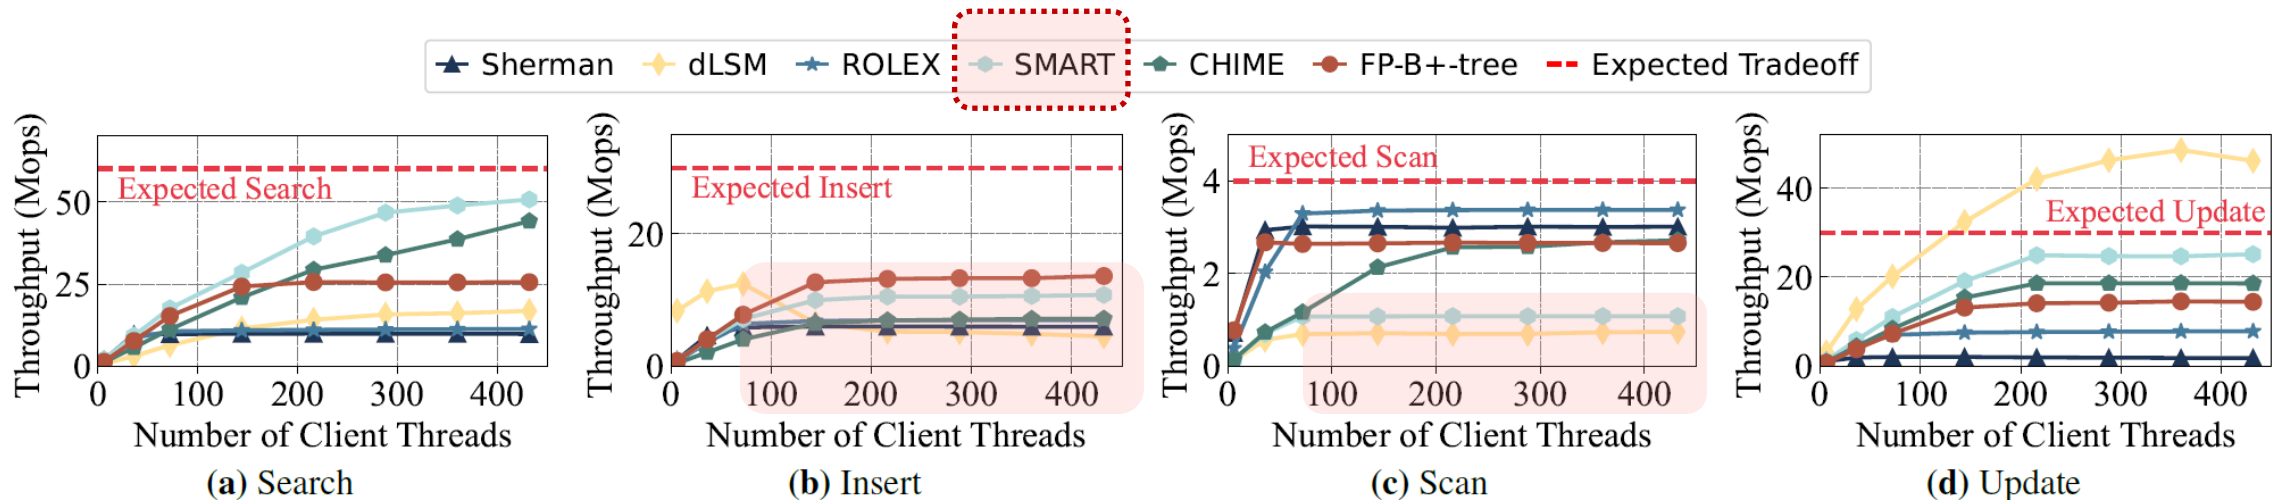 Sherman dLSM ROLEX SMART CHIME FP-B+-tree Expected Tradeoff
Throughput (Mops)
50
25
0
Expected Search
0 100 200 300 400
Number of Client Threads
(a) Search
Throughput (Mops)
20
0
Expected Insert
0 100 200 300 400
Number of Client Threads
(b) Insert
Throughput (Mops)
4
2
0
Expected Scan
0 100 200 300 400
Number of Client Threads
(c) Scan
Throughput (Mops)
40
20
0
Expected Update
0 100 200 300 400
Number of Client Threads
(d) Update